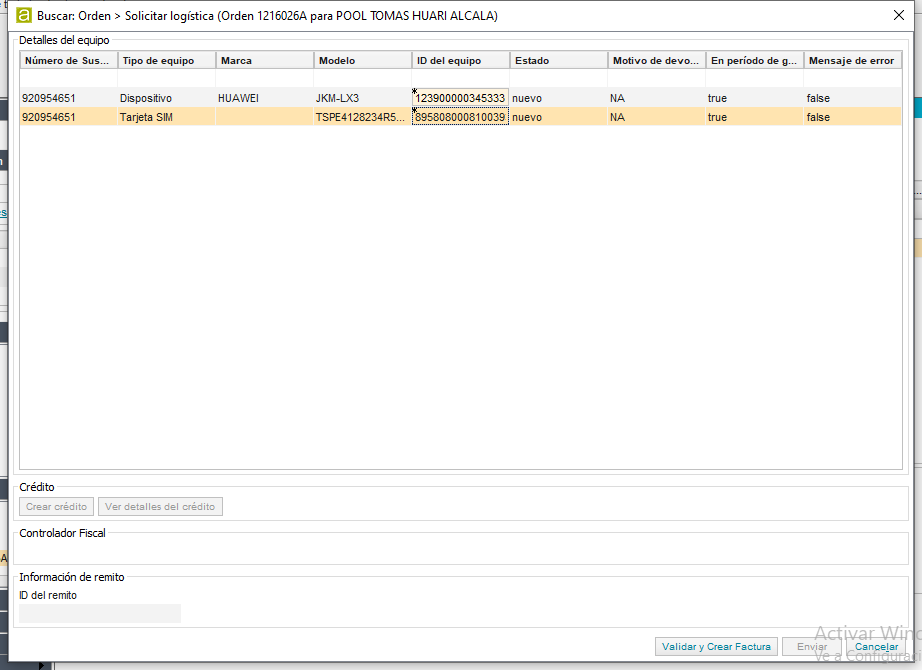 a Buscar: Orden > Solicitar logística (Orden 1216026A para POOL TOMAS HUARI ALCALA)
Detalles del equipo
Número de Sus... Tipo de equipo Marca Modelo ID del equipo Estado Motivo de devo... En período de g... Mensaje de error
920954651 Dispositivo HUAWEI JKM-LX3 *123900000345333 nuevo NA true false
920954651 Tarjeta SIM TSPE4128234R5... *895808000810039 nuevo NA true false
Crédito
Crear crédito Ver detalles del crédito
Controlador Fiscal
Información de remito
ID del remito
Validar y Crear Factura Enviar Cancelar
Activar
Ve a